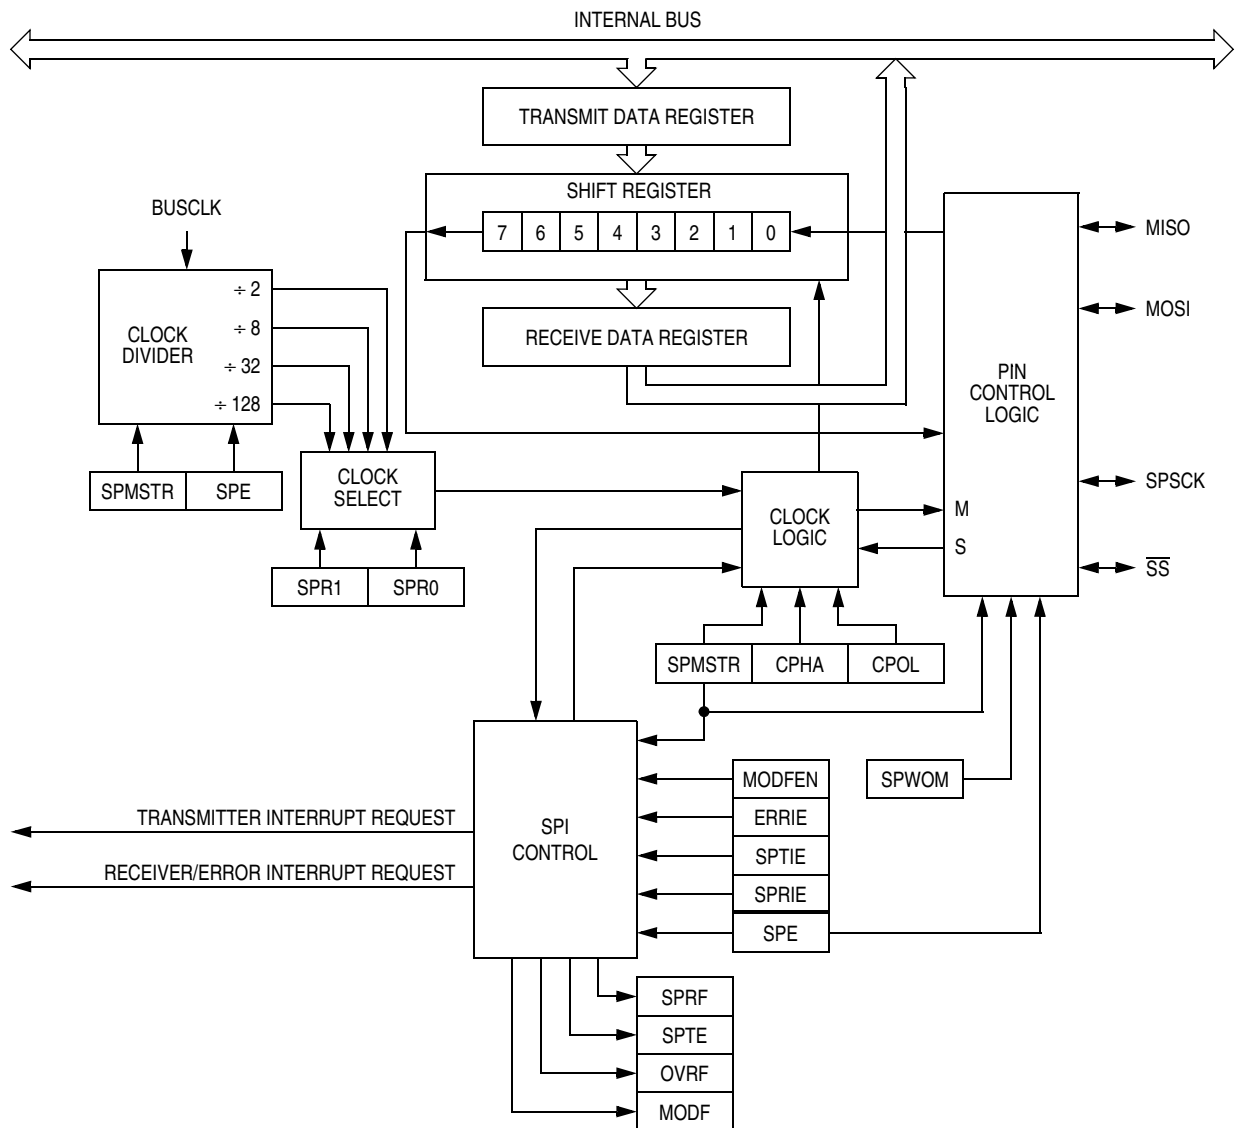 INTERNAL BUS
TRANSMIT DATA REGISTER
SHIFT REGISTER
7 6 5 4 3 2 1 0
RECEIVE DATA REGISTER
BUSCLK
CLOCK
DIVIDER
÷ 2
÷ 8
÷ 32
÷ 128
SPMSTR SPE
CLOCK
SELECT
SPR1 SPR0
CLOCK
LOGIC
PIN
CONTROL
LOGIC
M
S
MISO
MOSI
SPSCK
S̅S̅
SPMSTR CPHA CPOL
SPI
CONTROL
MODFEN
ERRIE
SPTIE
SPRIE
SPE
SPWOM
TRANSMITTER INTERRUPT REQUEST
RECEIVER/ERROR INTERRUPT REQUEST
SPRF
SPTE
OVRF
MODF